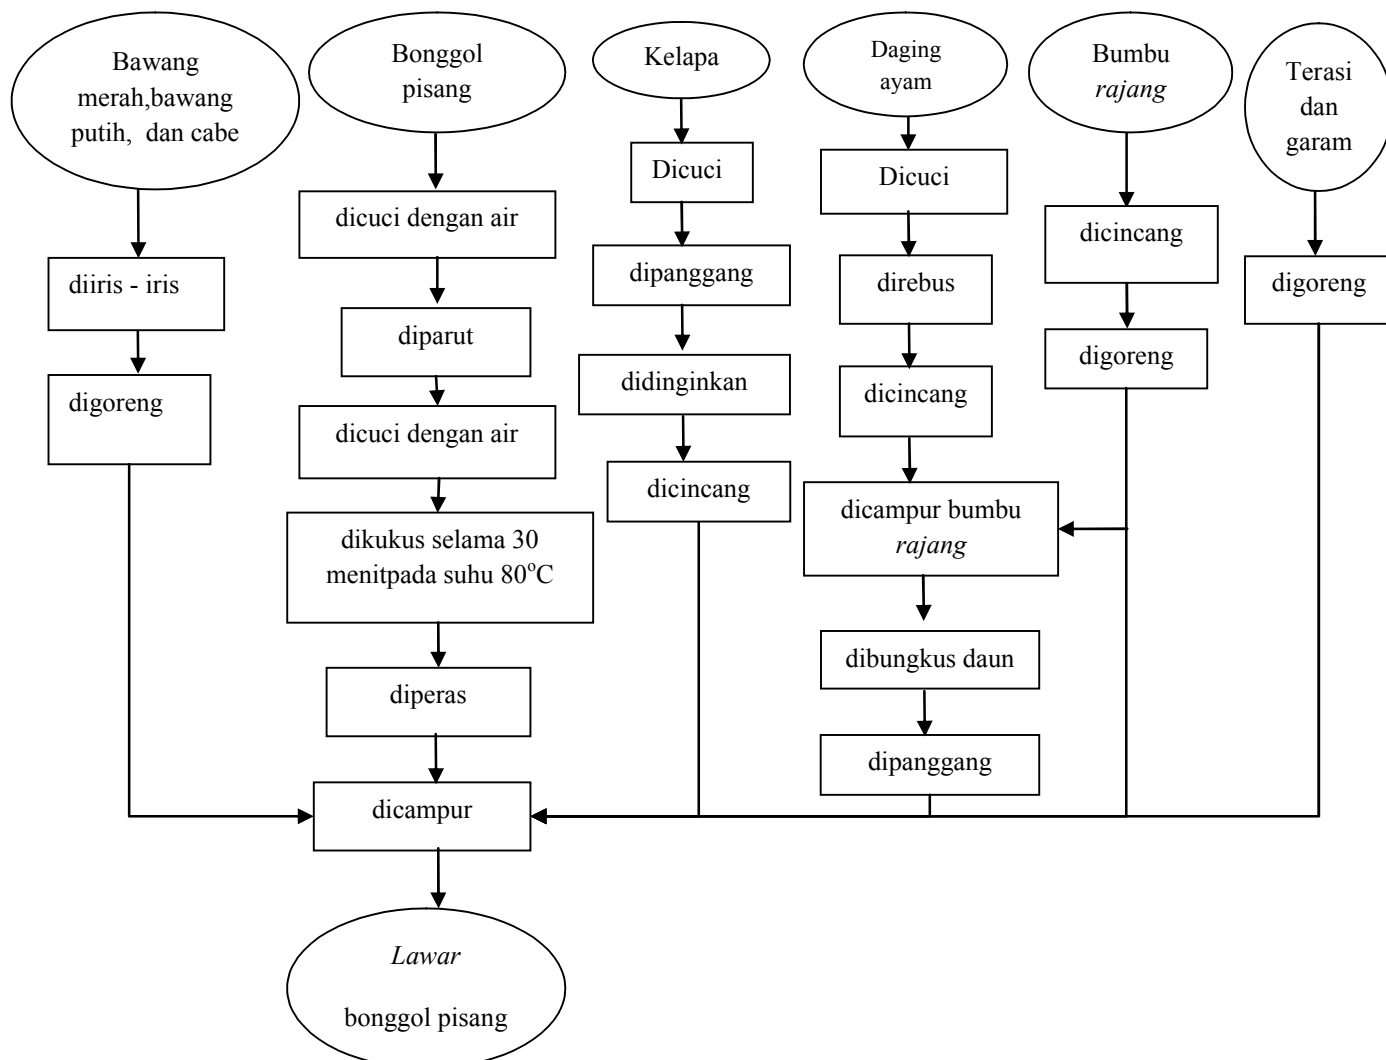 Bawang
merah,bawang
putih,  dan cabe
diiris - iris
digoreng
Bonggol
pisang
dicuci dengan air
diparut
dicuci dengan air
dikukus selama 30
menitpada suhu 80°C
diperas
dicampur
Lawar
bonggol pisang
Kelapa
Dicuci
dipanggang
didinginkan
dicincang
Daging
ayam
Dicuci
direbus
dicincang
dicampur bumbu
rajang
dibungkus daun
dipanggang
Bumbu
rajang
dicincang
digoreng
Terasi
dan
garam
digoreng